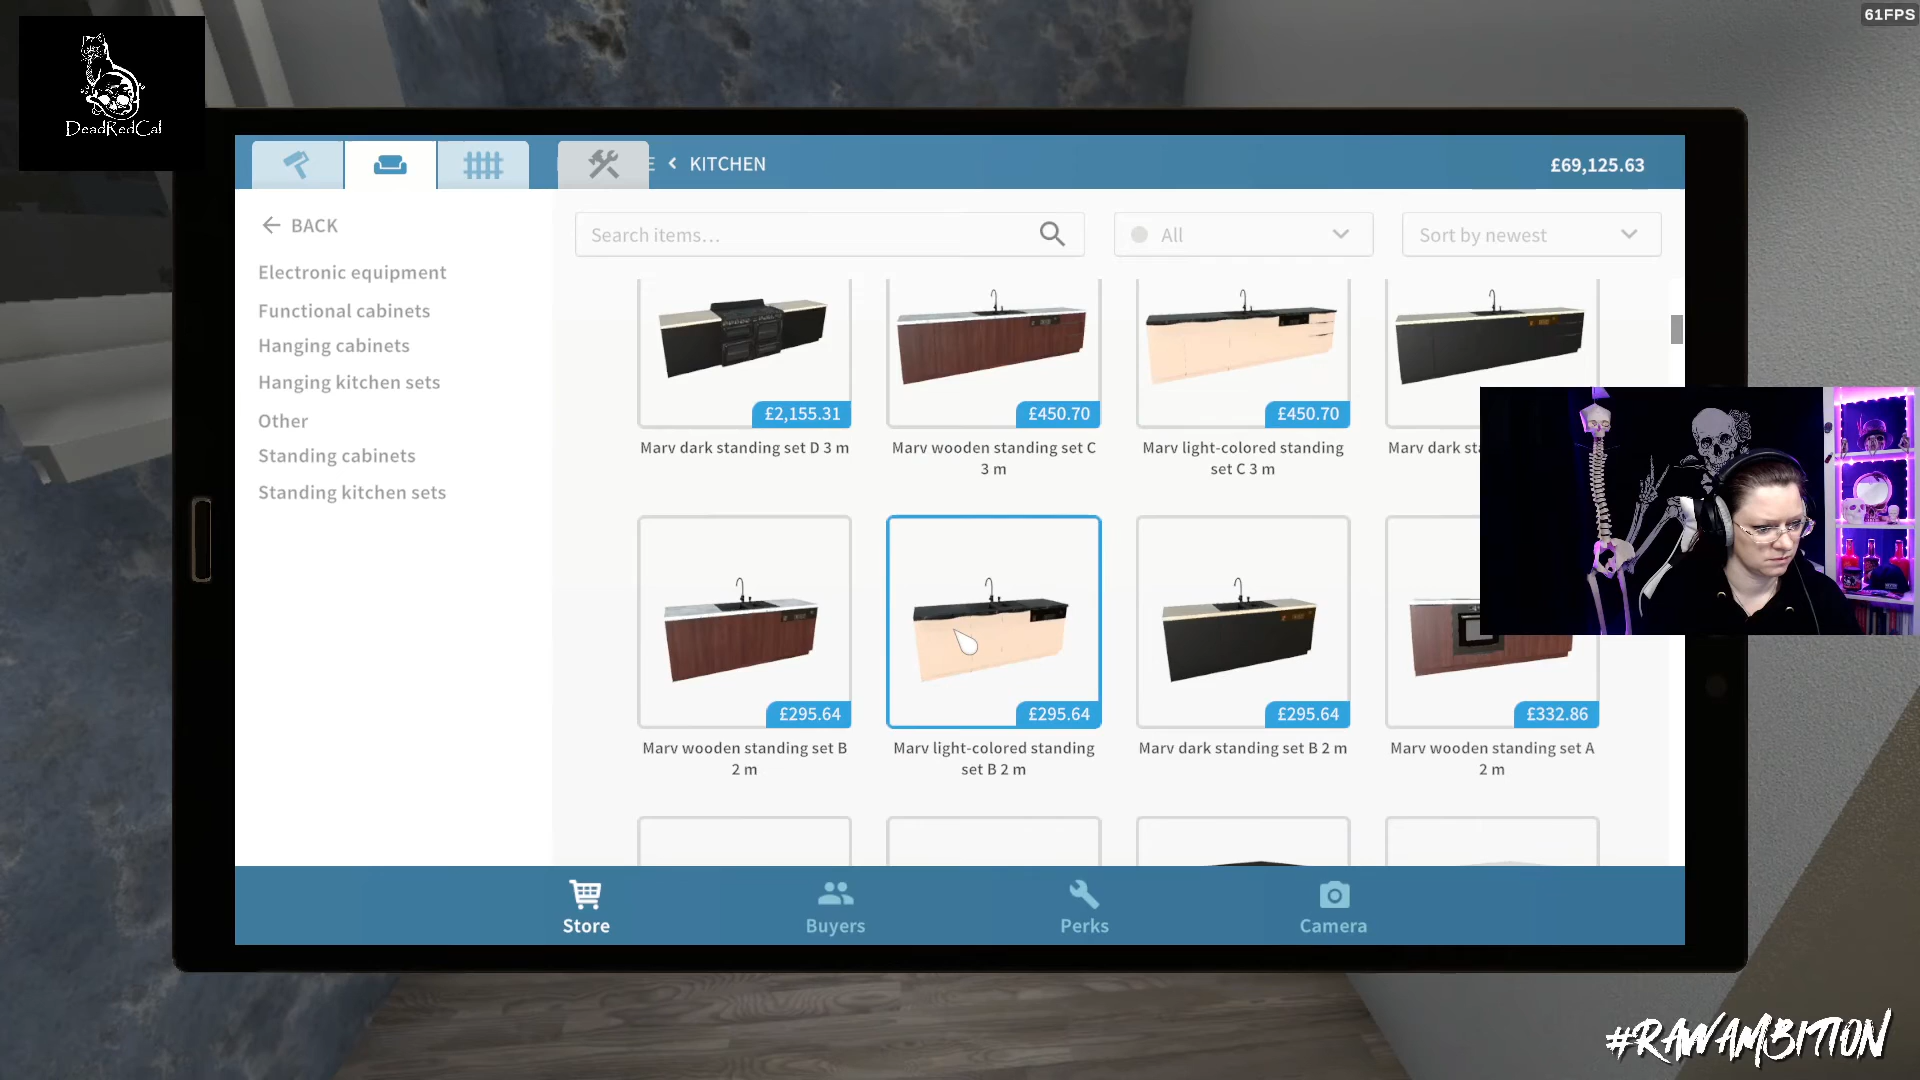 61FPS
DeadRedCal
KITCHEN
£69,125.63
BACK
Search items...
All
Sort by newest
Electronic equipment
Functional cabinets
Hanging cabinets
Hanging kitchen sets
Other
Standing cabinets
Standing kitchen sets
£2,155.31
£450.70
£450.70
Marv dark standing set D 3 m
Marv wooden standing set C
3 m
Marv light-colored standing
set C 3 m
Marv dark
£295.64
£295.64
£295.64
£332.86
Marv wooden standing set B
2 m
Marv light-colored standing
set B 2 m
Marv dark standing set B 2 m
Marv wooden standing set A
2 m
Store
Buyers
Perks
Camera
#RAWAMBITION